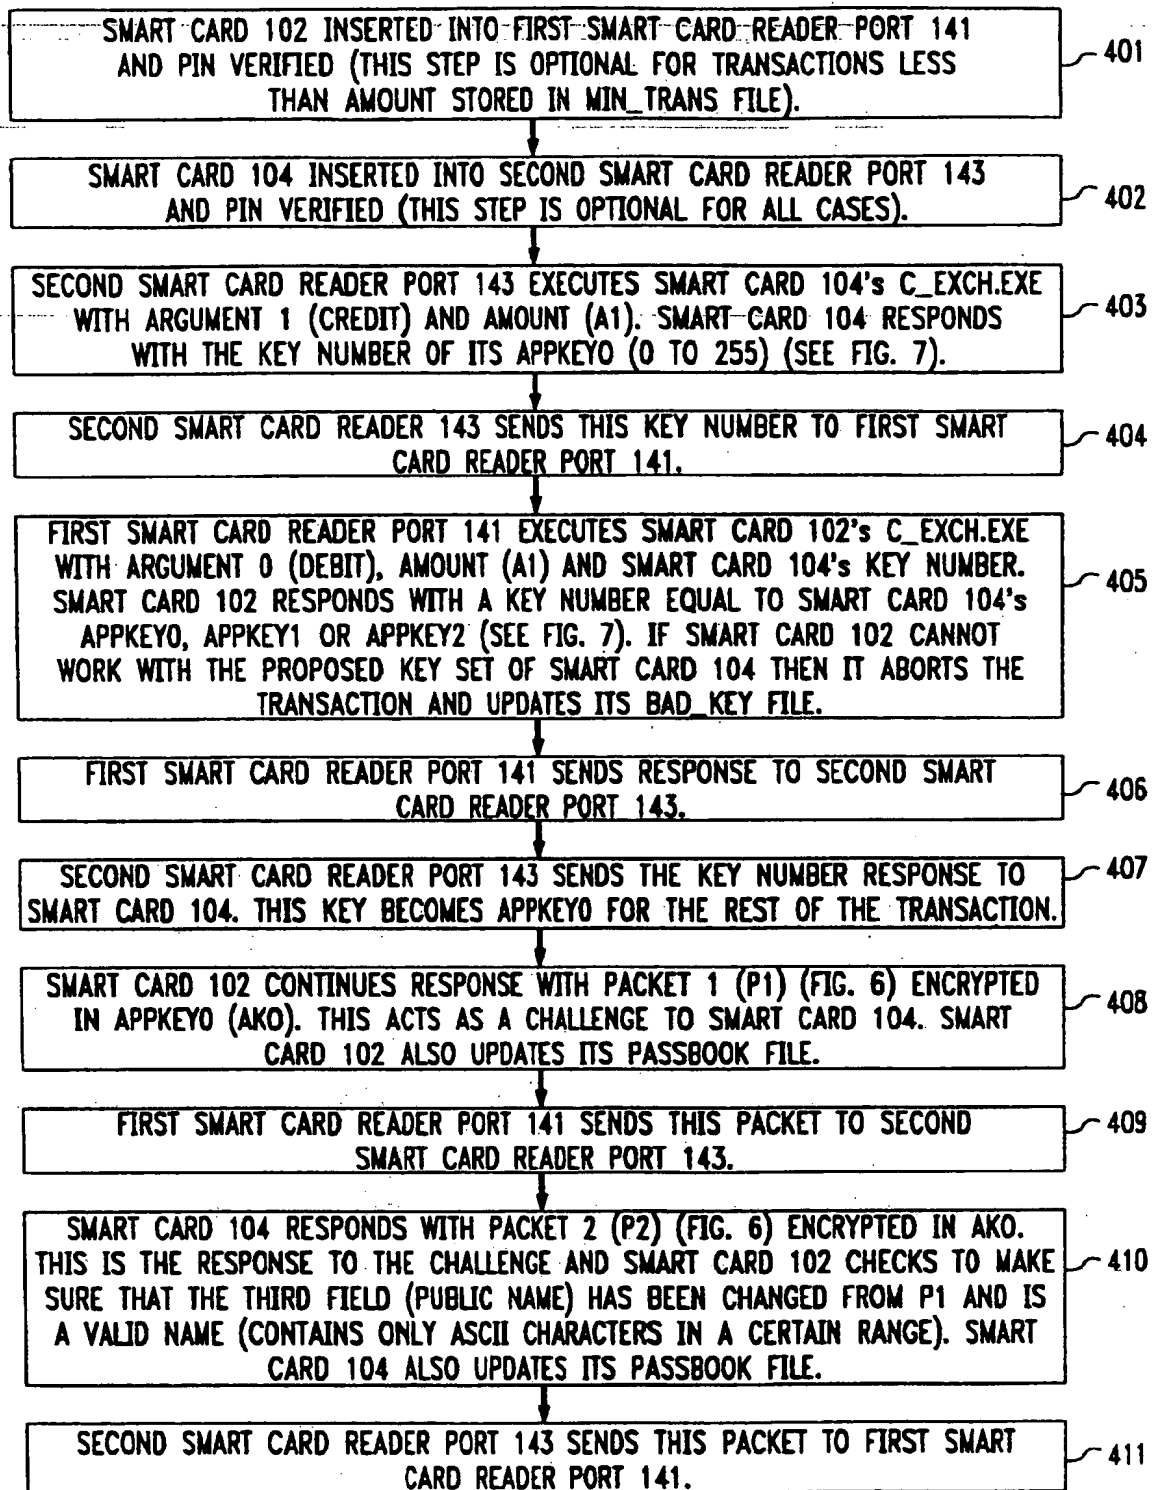 SMART CARD 102 INSERTED INTO FIRST SMART CARD READER PORT 141
AND PIN VERIFIED (THIS STEP IS OPTIONAL FOR TRANSACTIONS LESS
THAN AMOUNT STORED IN MIN_TRANS FILE).
401
SMART CARD 104 INSERTED INTO SECOND SMART CARD READER PORT 143
AND PIN VERIFIED (THIS STEP IS OPTIONAL FOR ALL CASES).
402
SECOND SMART CARD READER PORT 143 EXECUTES SMART CARD 104's C_EXCH.EXE
WITH ARGUMENT 1 (CREDIT) AND AMOUNT (A1). SMART CARD 104 RESPONDS
WITH THE KEY NUMBER OF ITS APPKEY0 (0 TO 255) (SEE FIG. 7).
403
SECOND SMART CARD READER 143 SENDS THIS KEY NUMBER TO FIRST SMART
CARD READER PORT 141.
404
FIRST SMART CARD READER PORT 141 EXECUTES SMART CARD 102's C_EXCH.EXE
WITH ARGUMENT 0 (DEBIT), AMOUNT (A1) AND SMART CARD 104's KEY NUMBER.
SMART CARD 102 RESPONDS WITH A KEY NUMBER EQUAL TO SMART CARD 104's
APPKEY0, APPKEY1 OR APPKEY2 (SEE FIG. 7). IF SMART CARD 102 CANNOT
WORK WITH THE PROPOSED KEY SET OF SMART CARD 104 THEN IT ABORTS THE
TRANSACTION AND UPDATES ITS BAD_KEY FILE.
405
FIRST SMART CARD READER PORT 141 SENDS RESPONSE TO SECOND SMART
CARD READER PORT 143.
406
SECOND SMART CARD READER PORT 143 SENDS THE KEY NUMBER RESPONSE TO
SMART CARD 104. THIS KEY BECOMES APPKEY0 FOR THE REST OF THE TRANSACTION.
407
SMART CARD 102 CONTINUES RESPONSE WITH PACKET 1 (P1) (FIG. 6) ENCRYPTED
IN APPKEY0 (AK0). THIS ACTS AS A CHALLENGE TO SMART CARD 104. SMART
CARD 102 ALSO UPDATES ITS PASSBOOK FILE.
408
FIRST SMART CARD READER PORT 141 SENDS THIS PACKET TO SECOND
SMART CARD READER PORT 143.
409
SMART CARD 104 RESPONDS WITH PACKET 2 (P2) (FIG. 6) ENCRYPTED IN AK0.
THIS IS THE RESPONSE TO THE CHALLENGE AND SMART CARD 102 CHECKS TO MAKE
SURE THAT THE THIRD FIELD (PUBLIC NAME) HAS BEEN CHANGED FROM P1 AND IS
A VALID NAME (CONTAINS ONLY ASCII CHARACTERS IN A CERTAIN RANGE). SMART
CARD 104 ALSO UPDATES ITS PASSBOOK FILE.
410
SECOND SMART CARD READER PORT 143 SENDS THIS PACKET TO FIRST SMART
CARD READER PORT 141.
411